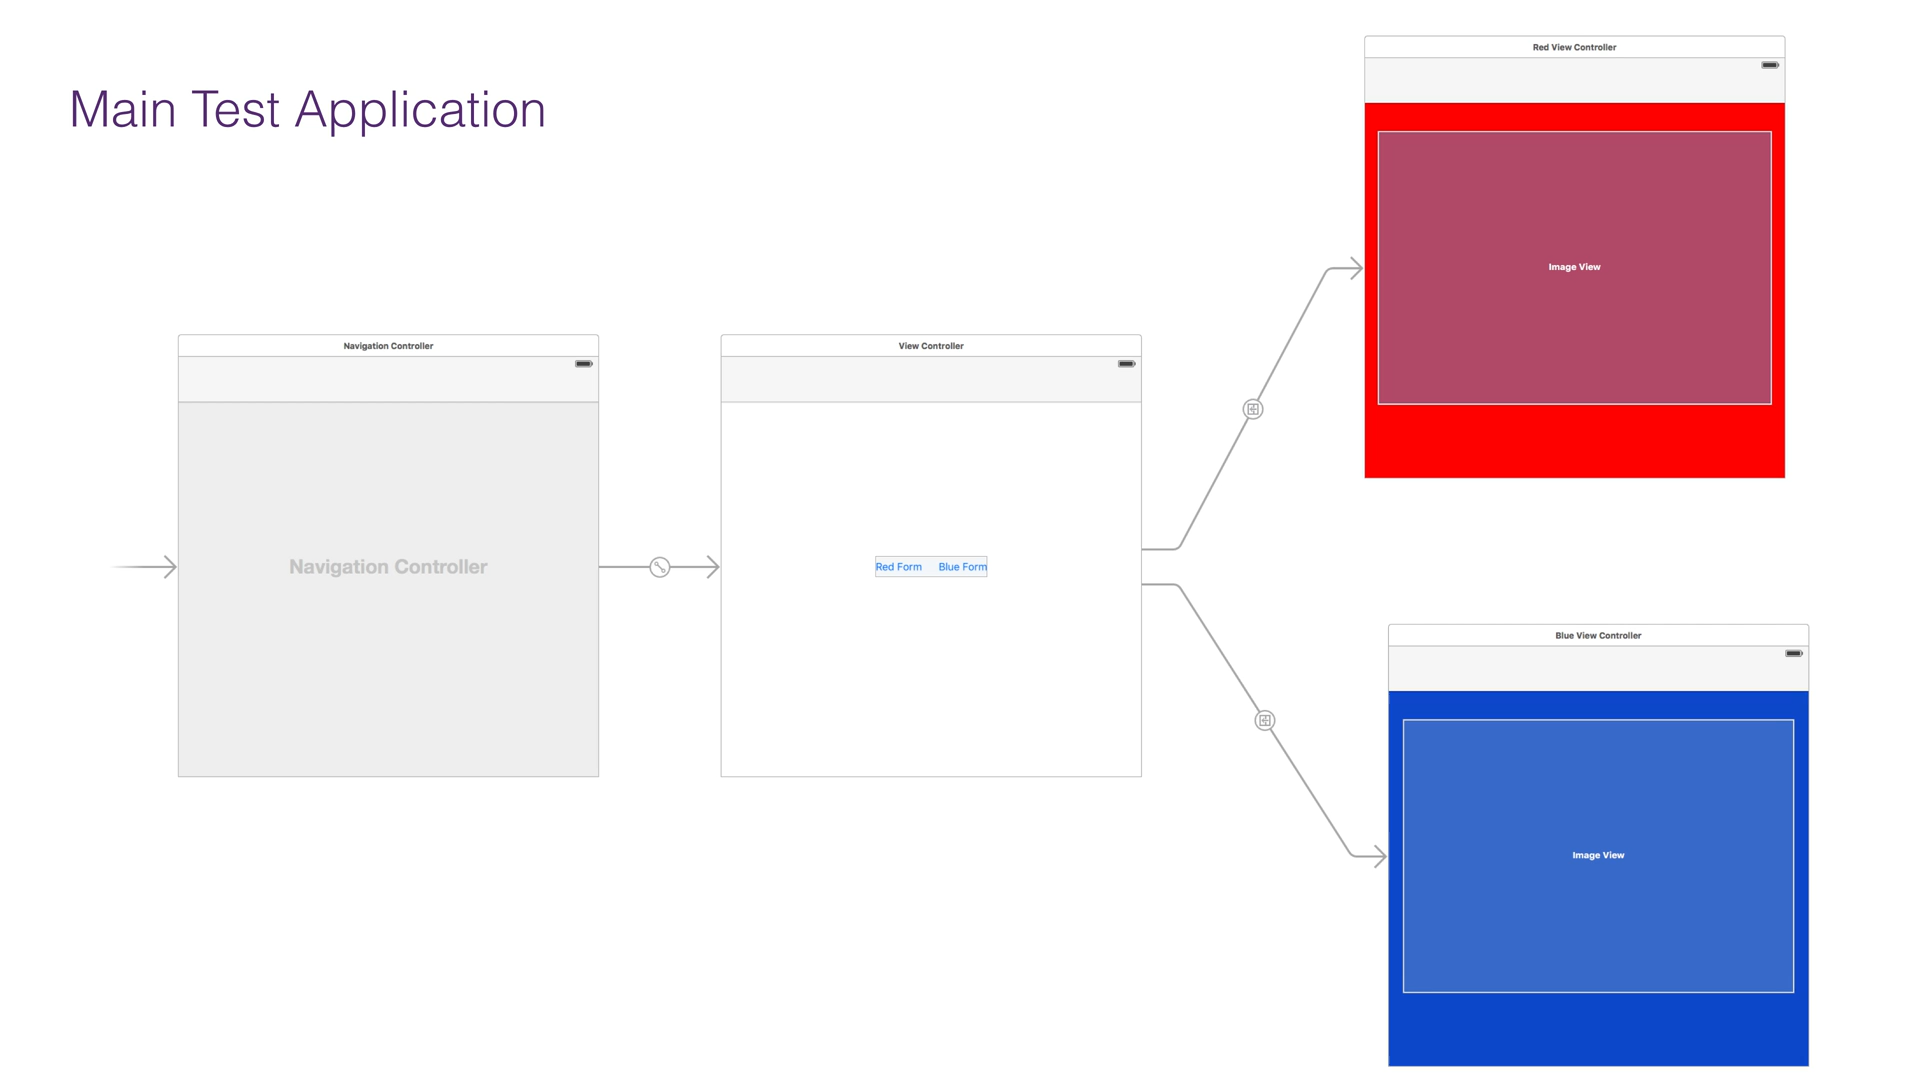 Main Test Application
Red View Controller
Image View
Navigation Controller
Navigation Controller
View Controller
Red Form Blue Form
Blue View Controller
Image View